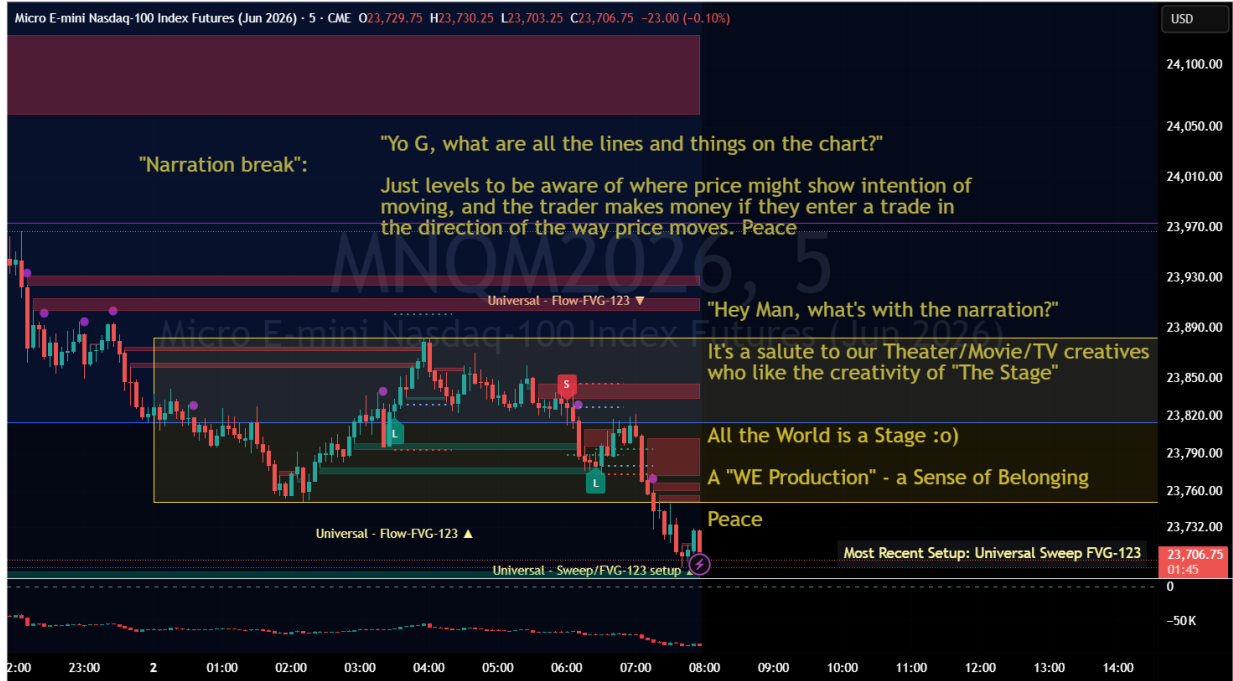 Micro E-mini Nasdaq-100 Index Futures (Jun 2026) · 5 · CME O23,729.75 H23,730.25 L23,703.25 C23,706.75 −23.00 (−0.10%)
USD
24,100.00
24,050.00
24,010.00
23,970.00
23,930.00
23,890.00
23,850.00
23,820.00
23,790.00
23,760.00
23,732.00
23,706.75
01:45
0
−50K
"Narration break":
"Yo G, what are all the lines and things on the chart?"
Just levels to be aware of where price might show intention of
moving, and the trader makes money if they enter a trade in
the direction of the way price moves. Peace
MNQM2026, 5
Micro E-mini Nasdaq-100 Index Futures (Jun 2026)
Universal - Flow-FVG-123 ▼
"Hey Man, what's with the narration?"
It's a salute to our Theater/Movie/TV creatives
who like the creativity of "The Stage"
S
L
L
All the World is a Stage :o)
A "WE Production" - a Sense of Belonging
Peace
Universal - Flow-FVG-123 ▲
Most Recent Setup: Universal Sweep FVG-123
Universal - Sweep/FVG-123 setup ▲
2:00 23:00 2 01:00 02:00 03:00 04:00 05:00 06:00 07:00 08:00 09:00 10:00 11:00 12:00 13:00 14:00